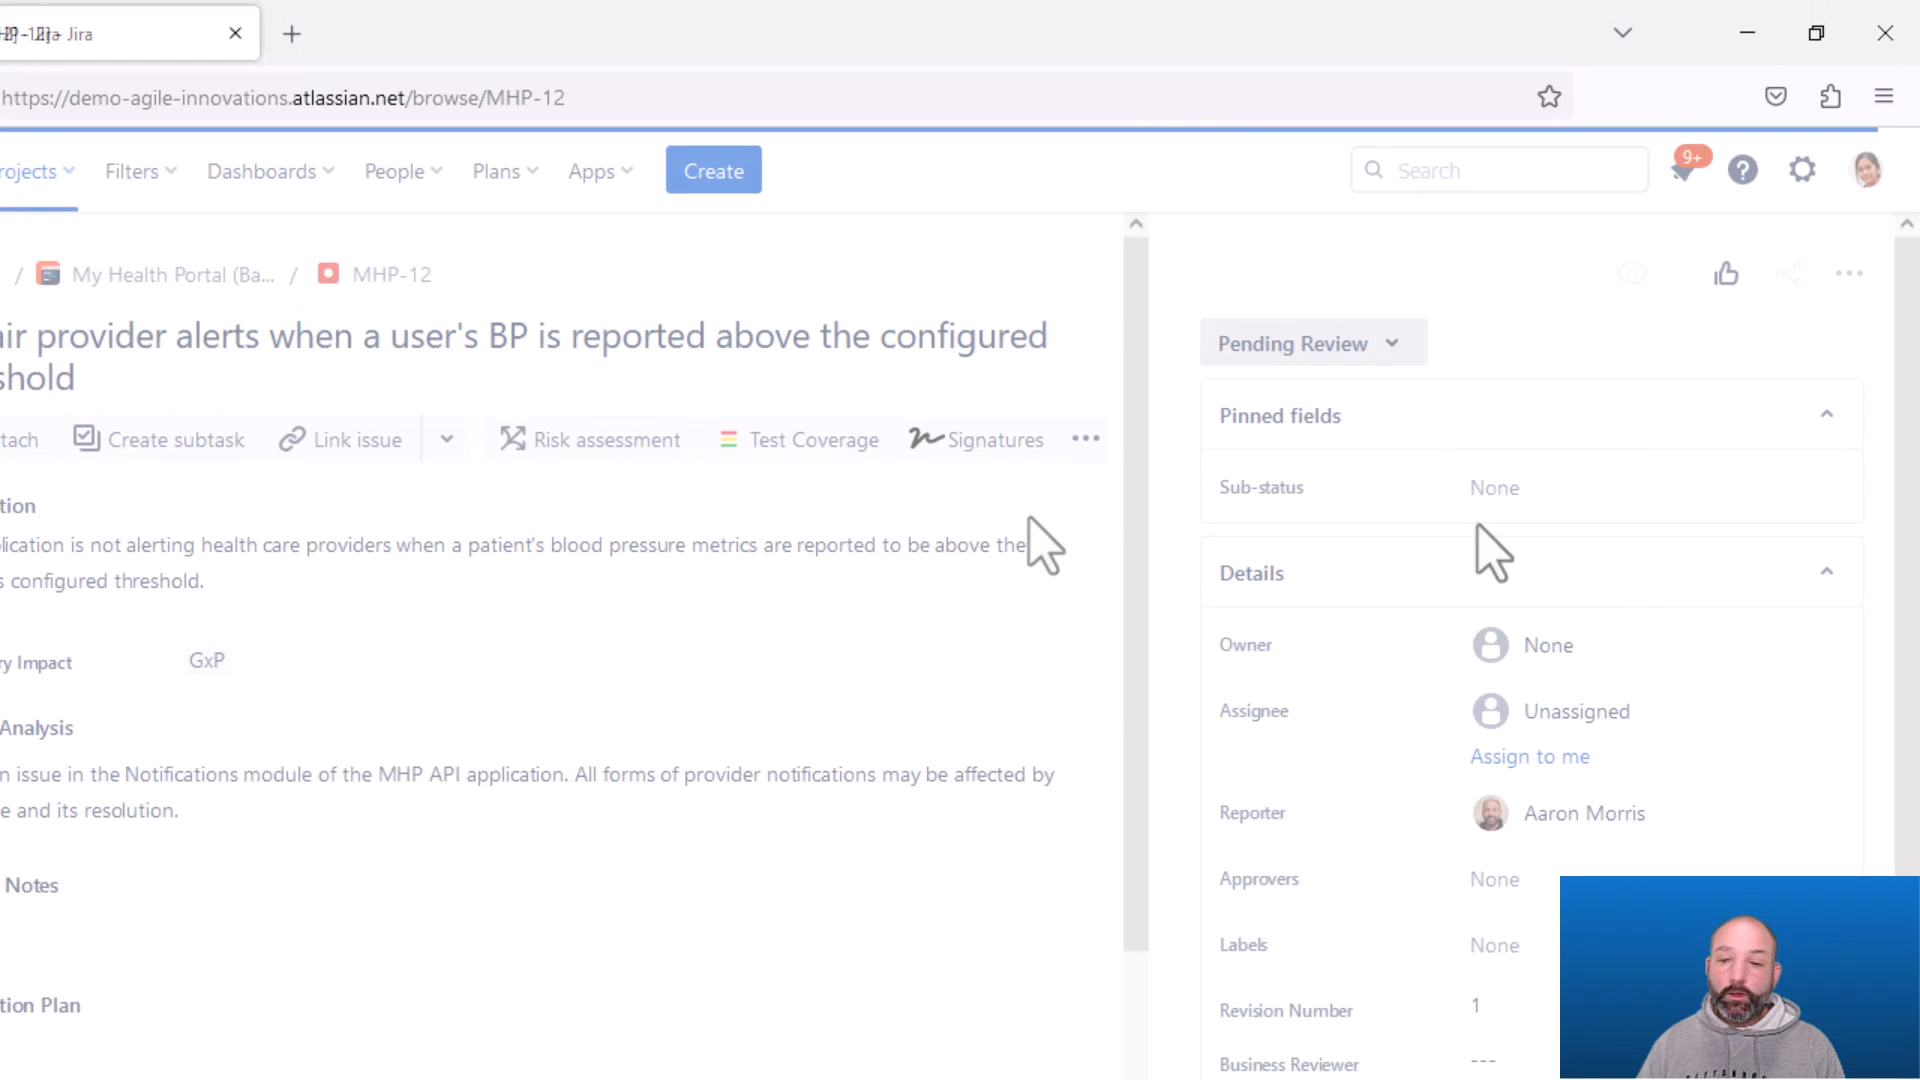 Jira
https://demo-agile-innovations.atlassian.net/browse/MHP-12
rojects Filters Dashboards People Plans Apps Create Search 9+
/ My Health Portal (Ba... / MHP-12
air provider alerts when a user's BP is reported above the configured
shold
tach Create subtask Link issue Risk assessment Test Coverage Signatures
tion
lication is not alerting health care providers when a patient's blood pressure metrics are reported to be above the
s configured threshold.
ry Impact GxP
Analysis
n issue in the Notifications module of the MHP API application. All forms of provider notifications may be affected by
e and its resolution.
Notes
tion Plan
Pending Review
Pinned fields
Sub-status None
Details
Owner None
Assignee Unassigned
Assign to me
Reporter Aaron Morris
Approvers None
Labels None
Revision Number 1
Business Reviewer ---